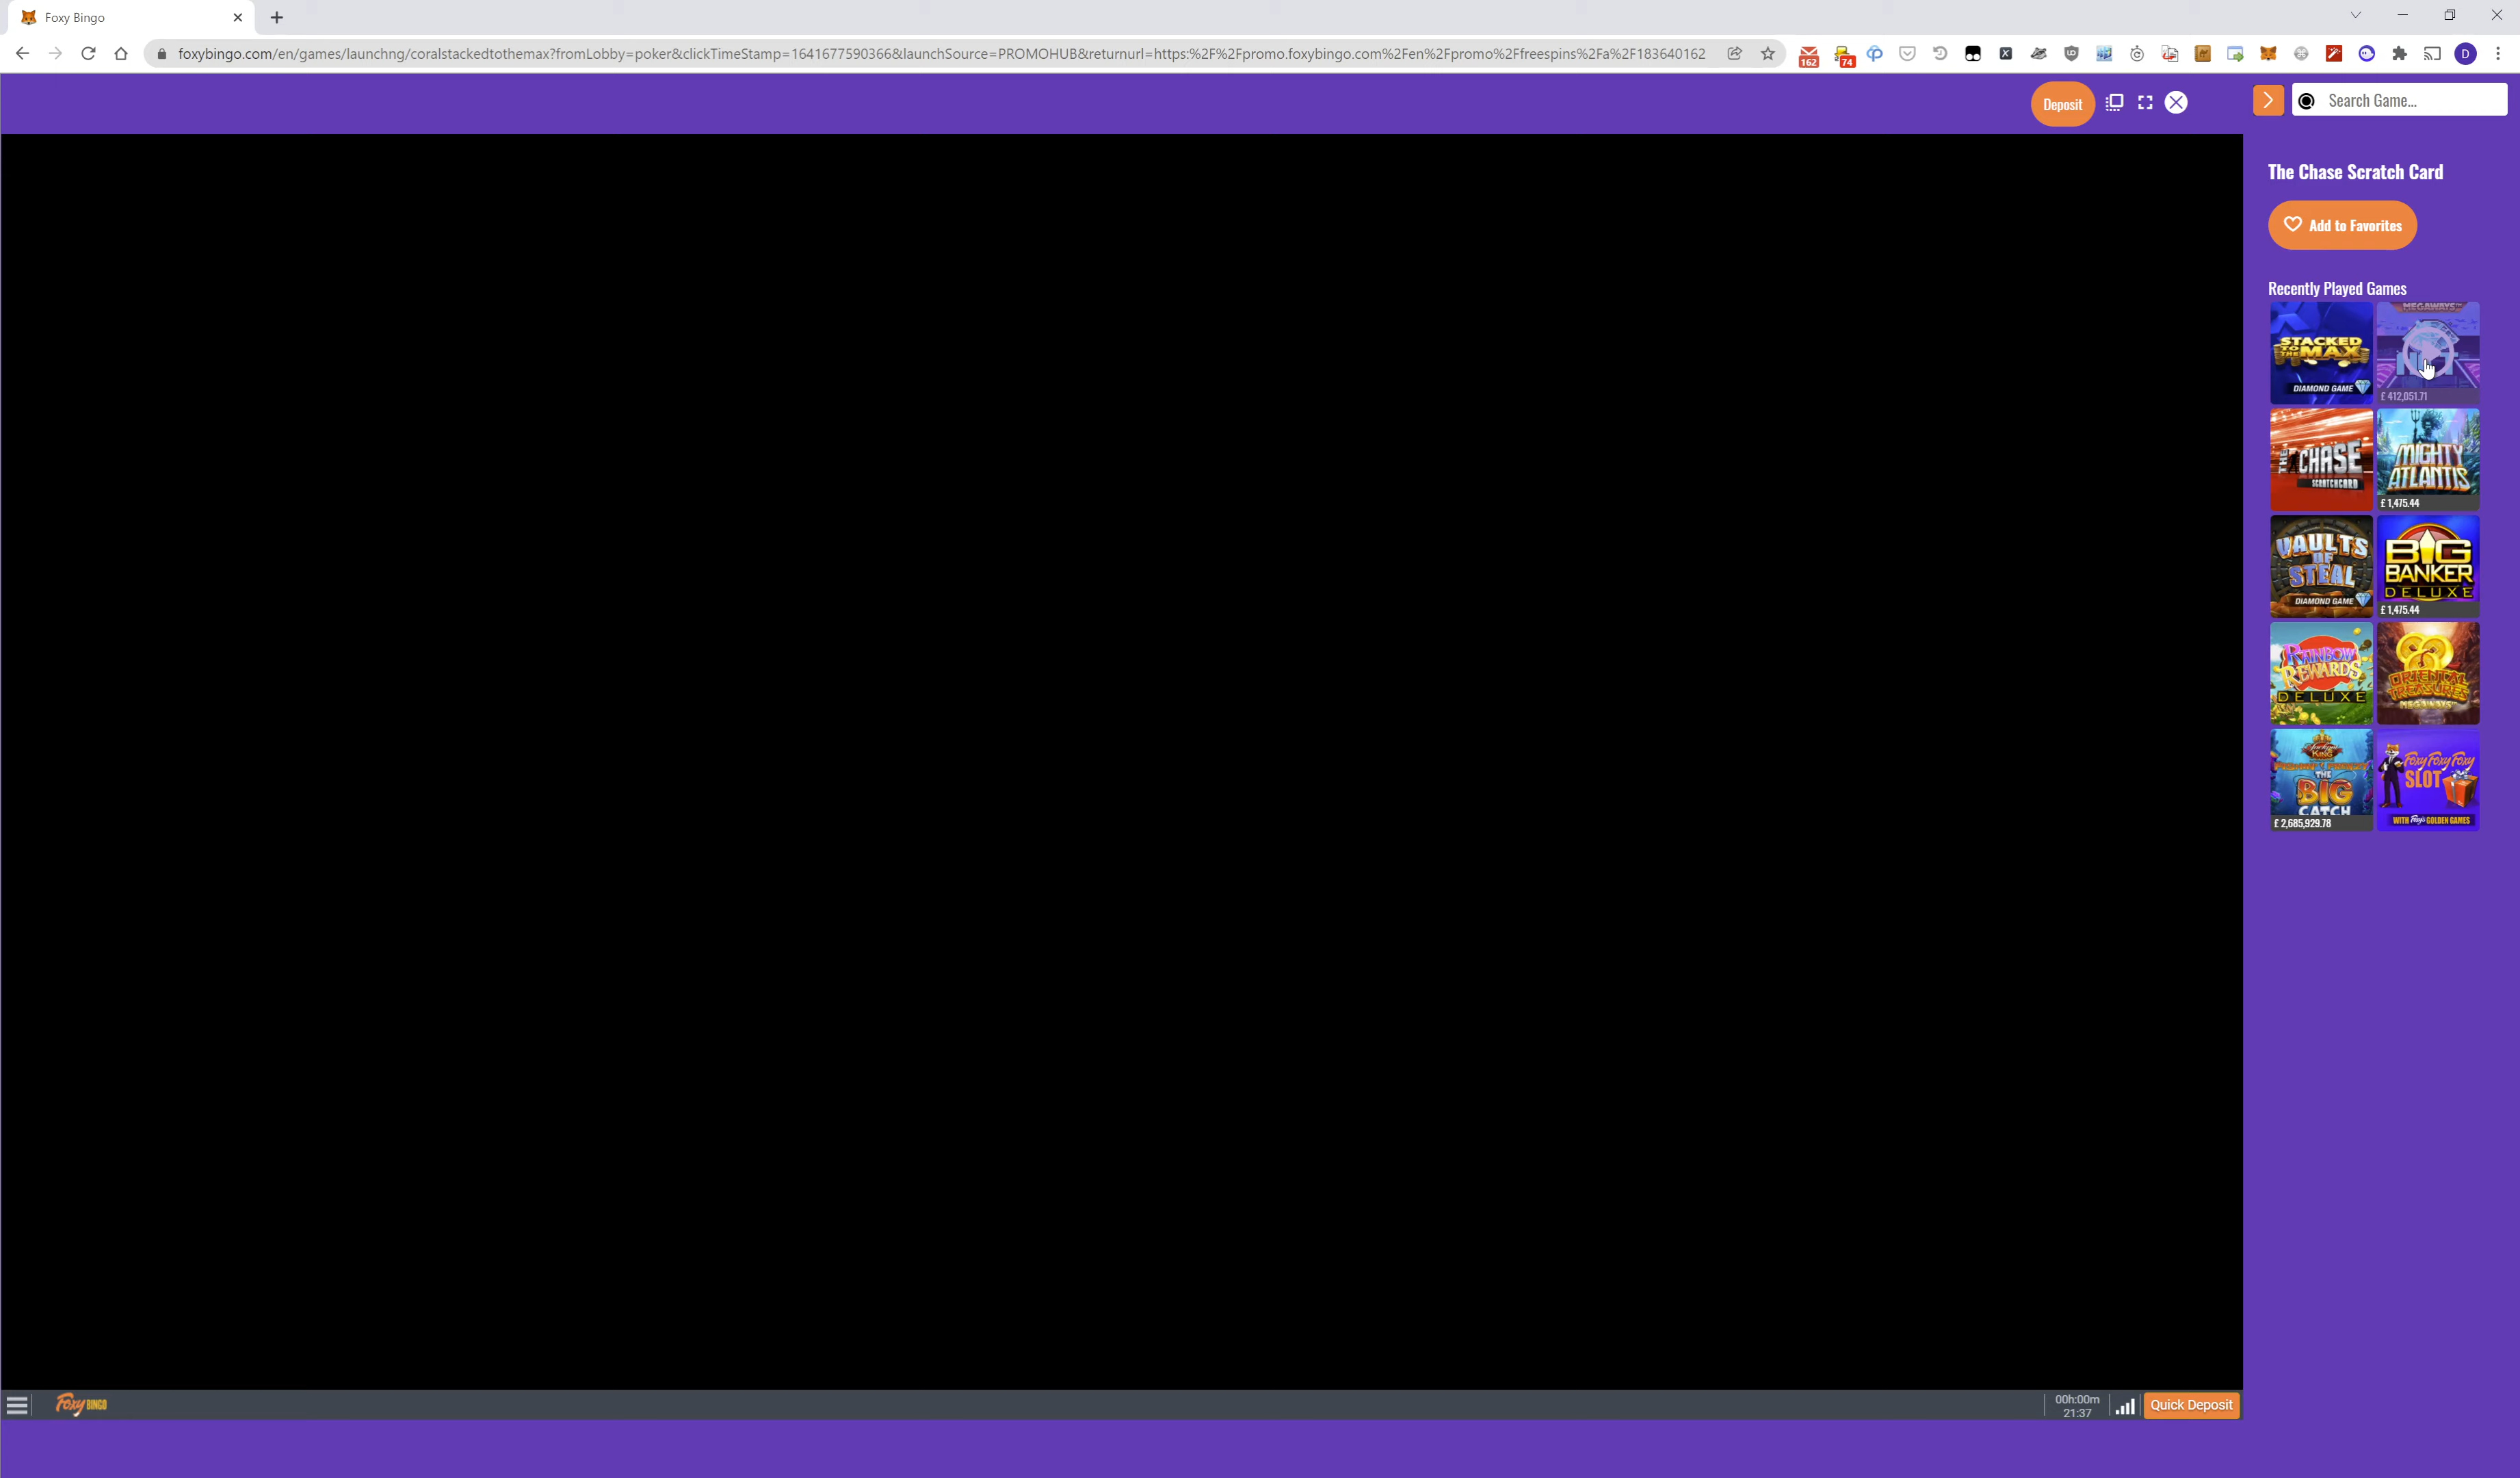 Foxy Bingo
foxybingo.com/en/games/launchng/coralstackedtothemax?fromLobby=poker&clickTimeStamp=1641677590366&launchSource=PROMOHUB&returnurl=https:%2F%2Fpromo.foxybingo.com%2Fen%2Fpromo%2Ffreespins%2Fa%2F183640162
162
74
D
Deposit
Search Game...
The Chase Scratch Card
Add to Favorites
Recently Played Games
STACKED
TO THE MAX
DIAMOND GAME
MEGAWAYS
£ 412,051.71
THE CHASE
SCRATCHCARD
MIGHTY
ATLANTIS
£ 1,475.44
VAULTS
OF
STEAL
DIAMOND GAME
BIG
BANKER
DELUXE
£ 1,475.44
RAINBOW
REWARDS
DELUXE
ORIENTAL
TREASURES
MEGAWAYS
KING
THE
BIG
CATCH
£ 2,685,929.78
Foxy Foxy Foxy
SLOT
WITH Foxy's GOLDEN GAMES
Foxy BINGO
00h:00m
21:37
Quick Deposit